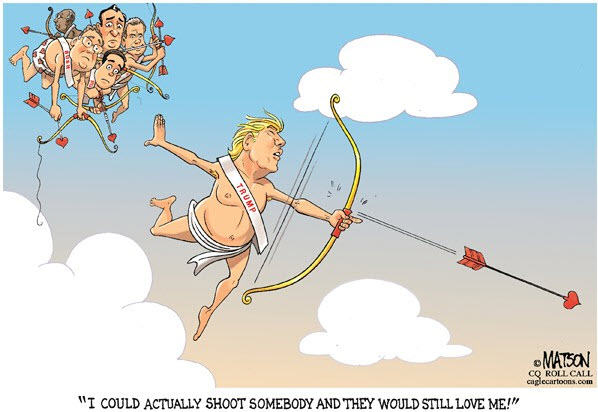 TRUMP
© MATSON
CQ ROLL CALL
caglecartoons.com
"I COULD ACTUALLY SHOOT SOMEBODY AND THEY WOULD STILL LOVE ME!"